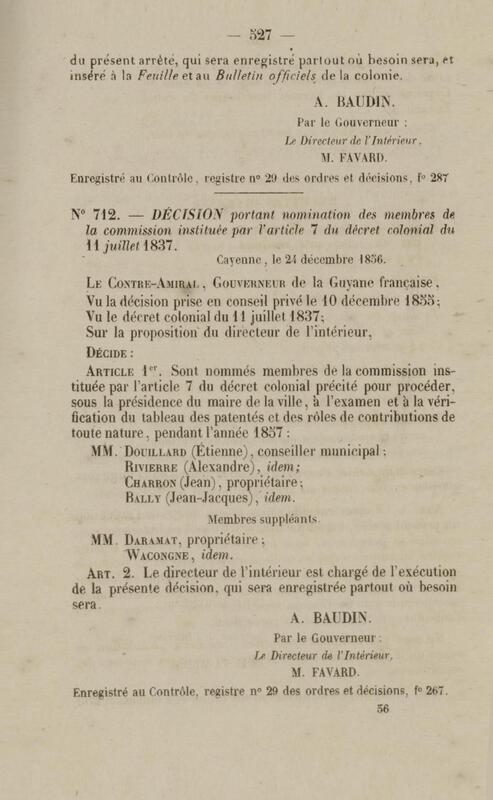 — 527 —
du présent arrêté, qui sera enregistré partout où besoin sera, et
inséré à la Feuille et au Bulletin officiels de la colonie.
A. BAUDIN.
Par le Gouverneur :
Le Directeur de l'Intérieur,
M. FAVARD.
Enregistré au Contrôle, registre n° 29 des ordres et décisions, f° 287
N° 712. — DÉCISION portant nomination des membres de
la commission instituée par l'article 7 du décret colonial du
11 juillet 1837.
Cayenne, le 24 décembre 1856.
LE CONTRE-AMIRAL, GOUVERNEUR de la Guyane française,
Vu la décision prise en conseil privé le 10 décembre 1855;
Vu le décret colonial du 11 juillet 1837;
Sur la proposition du directeur de l'intérieur,
DÉCIDE :
ARTICLE 1er. Sont nommés membres de la commission ins-
tituée par l'article 7 du décret colonial précité pour procéder,
sous la présidence du maire de la ville, à l'examen et à la véri-
fication du tableau des patentés et des rôles de contributions de
toute nature, pendant l'année 1857 :
MM. DOUILLARD (Étienne), conseiller municipal;
RIVIERRE (Alexandre), idem;
CHARRON (Jean), propriétaire;
BALLY (Jean-Jacques), idem.
Membres suppléants.
MM. DARAMAT, propriétaire;
WACONGNE, idem.
ART. 2. Le directeur de l'intérieur est chargé de l'exécution
de la présente décision, qui sera enregistrée partout où besoin
sera.
A. BAUDIN.
Par le Gouverneur :
Le Directeur de l'Intérieur,
M. FAVARD.
Enregistré au Contrôle, registre n° 29 des ordres et décisions, f° 267.
56